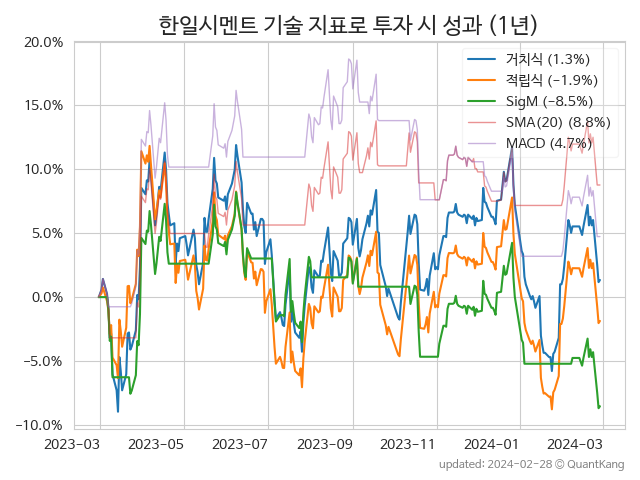 한일시멘트 기술 지표로 투자 시 성과 (1년)
20.0%
15.0%
10.0%
5.0%
0.0%
−5.0%
−10.0%
거치식 (1.3%)
적립식 (−1.9%)
SigM (−8.5%)
SMA(20) (8.8%)
MACD (4.7%)
2023-03 2023-05 2023-07 2023-09 2023-11 2024-01 2024-03
updated: 2024-02-28 ⓒ QuantKang